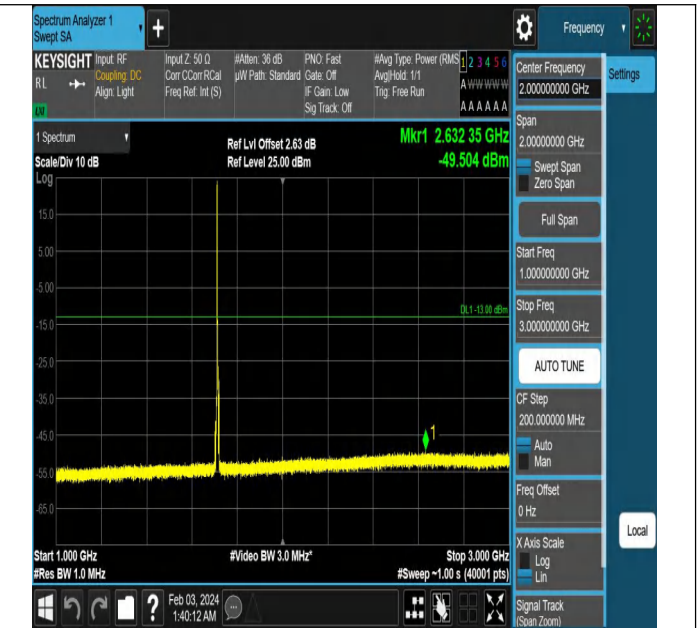 Spectrum Analyzer 1
Swept SA
+
Frequency
KEYSIGHT
RL
Input: RF
Coupling: DC
Align: Light
Input Z: 50 Ω
Corr CCorr RCal
Freq Ref: Int (S)
#Atten: 36 dB
µW Path: Standard
PNO: Fast
Gate: Off
IF Gain: Low
Sig Track: Off
#Avg Type: Power (RMS
Avg|Hold: 1/1
Trig: Free Run
1 2 3 4 5 6
A W W W W W
A A A A A A
1 Spectrum
Scale/Div 10 dB
Log
Ref Lvl Offset 2.63 dB
Ref Level 25.00 dBm
Mkr1 2.632 35 GHz
-49.504 dBm
15.0
5.00
-5.00
DL1 -13.00 dBm
-15.0
-25.0
-35.0
-45.0
1
-55.0
-65.0
Start 1.000 GHz
#Video BW 3.0 MHz*
Stop 3.000 GHz
#Res BW 1.0 MHz
#Sweep ~1.00 s (40001 pts)
?
Feb 03, 2024
1:40:12 AM
Center Frequency
2.000000000 GHz
Settings
Span
2.00000000 GHz
Swept Span
Zero Span
Full Span
Start Freq
1.000000000 GHz
Stop Freq
3.000000000 GHz
AUTO TUNE
CF Step
200.000000 MHz
Auto
Man
Freq Offset
0 Hz
X Axis Scale
Log
Lin
Local
Signal Track
(Span Zoom)